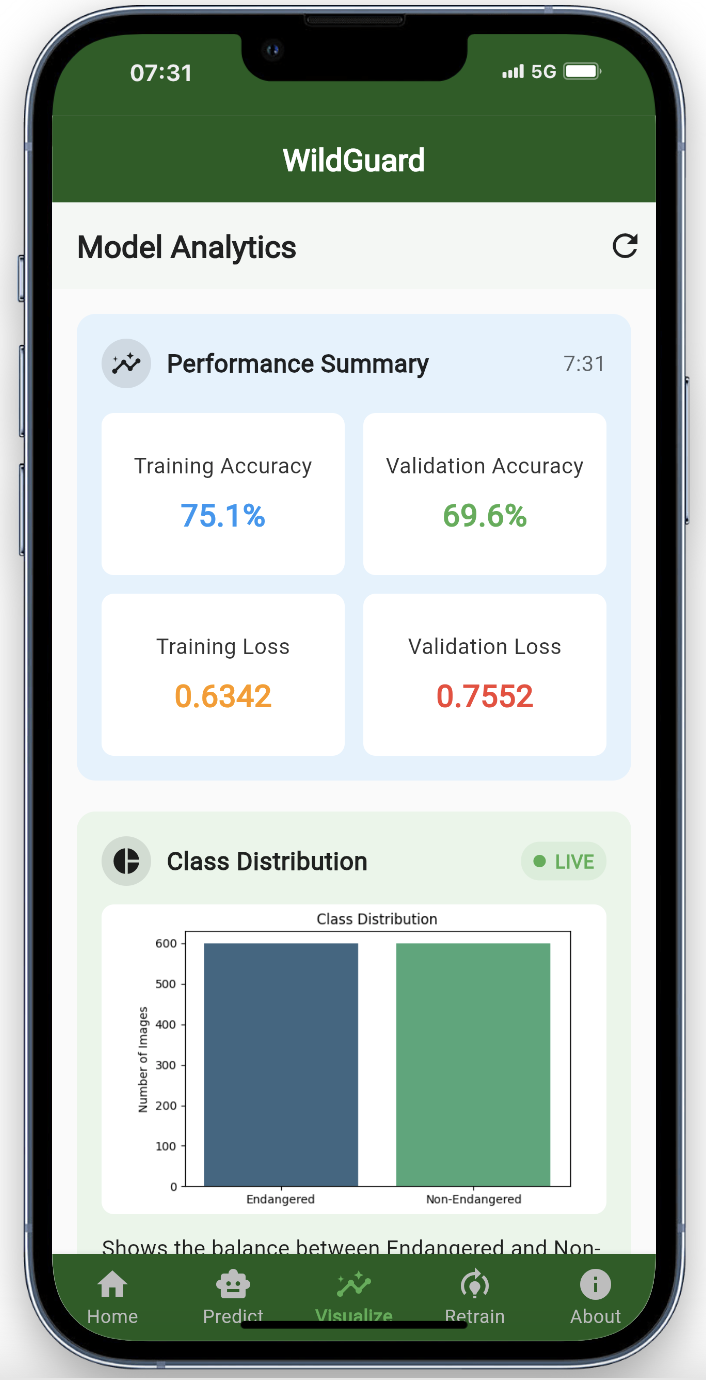 07:31
5G
WildGuard
Model Analytics
Performance Summary
7:31
Training Accuracy
Validation Accuracy
75.1%
69.6%
Training Loss
Validation Loss
0.6342
0.7552
Class Distribution
LIVE
Class Distribution
600
500
400
300
200
100
0
Number of Images
Endangered
Non-Endangered
Shows the balance between Endangered and Non-
Home
Predict
Visualize
Retrain
About